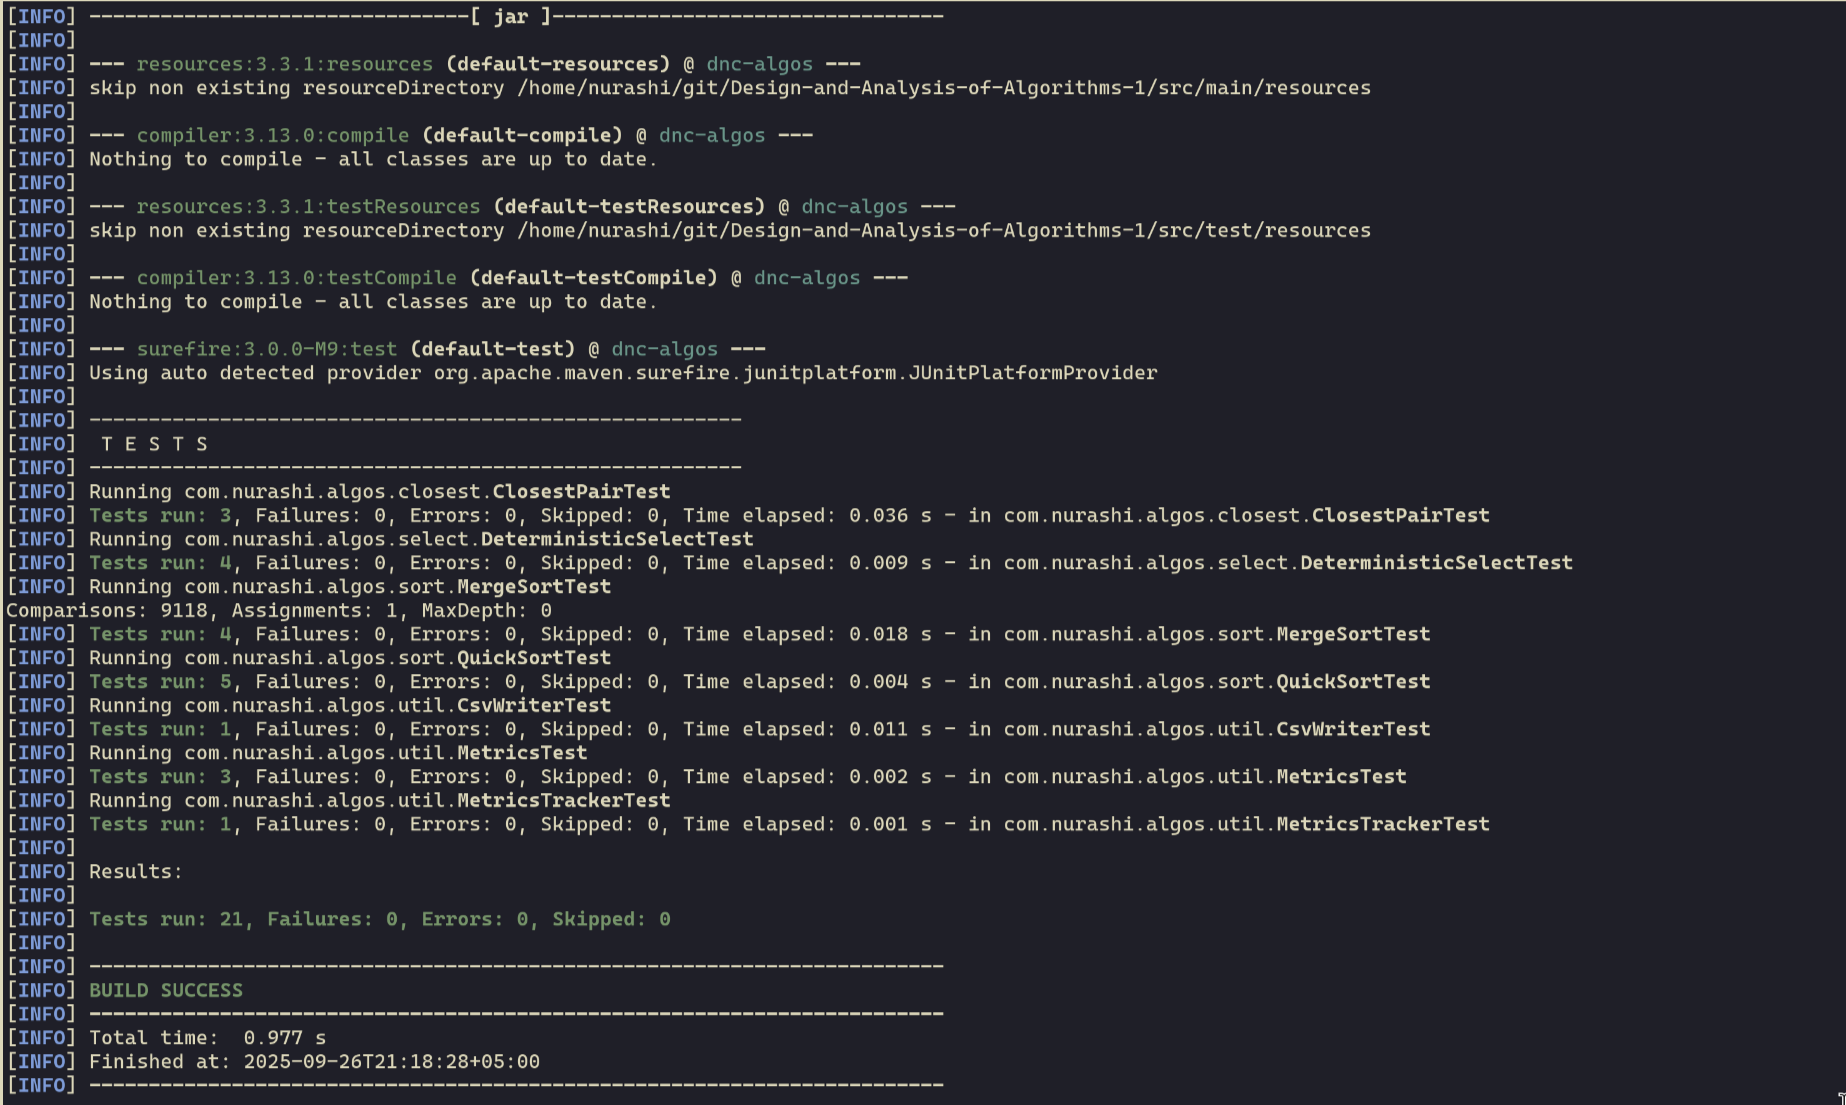 [INFO] --------------------------------[ jar ]---------------------------------
[INFO]
[INFO] --- resources:3.3.1:resources (default-resources) @ dnc-algos ---
[INFO] skip non existing resourceDirectory /home/nurashi/git/Design-and-Analysis-of-Algorithms-1/src/main/resources
[INFO]
[INFO] --- compiler:3.13.0:compile (default-compile) @ dnc-algos ---
[INFO] Nothing to compile - all classes are up to date.
[INFO]
[INFO] --- resources:3.3.1:testResources (default-testResources) @ dnc-algos ---
[INFO] skip non existing resourceDirectory /home/nurashi/git/Design-and-Analysis-of-Algorithms-1/src/test/resources
[INFO]
[INFO] --- compiler:3.13.0:testCompile (default-testCompile) @ dnc-algos ---
[INFO] Nothing to compile - all classes are up to date.
[INFO]
[INFO] --- surefire:3.0.0-M9:test (default-test) @ dnc-algos ---
[INFO] Using auto detected provider org.apache.maven.surefire.junitplatform.JUnitPlatformProvider
[INFO]
[INFO] -------------------------------------------------------
[INFO]  T E S T S
[INFO] -------------------------------------------------------
[INFO] Running com.nurashi.algos.closest.ClosestPairTest
[INFO] Tests run: 3, Failures: 0, Errors: 0, Skipped: 0, Time elapsed: 0.036 s - in com.nurashi.algos.closest.ClosestPairTest
[INFO] Running com.nurashi.algos.select.DeterministicSelectTest
[INFO] Tests run: 4, Failures: 0, Errors: 0, Skipped: 0, Time elapsed: 0.009 s - in com.nurashi.algos.select.DeterministicSelectTest
[INFO] Running com.nurashi.algos.sort.MergeSortTest
Comparisons: 9118, Assignments: 1, MaxDepth: 0
[INFO] Tests run: 4, Failures: 0, Errors: 0, Skipped: 0, Time elapsed: 0.018 s - in com.nurashi.algos.sort.MergeSortTest
[INFO] Running com.nurashi.algos.sort.QuickSortTest
[INFO] Tests run: 5, Failures: 0, Errors: 0, Skipped: 0, Time elapsed: 0.004 s - in com.nurashi.algos.sort.QuickSortTest
[INFO] Running com.nurashi.algos.util.CsvWriterTest
[INFO] Tests run: 1, Failures: 0, Errors: 0, Skipped: 0, Time elapsed: 0.011 s - in com.nurashi.algos.util.CsvWriterTest
[INFO] Running com.nurashi.algos.util.MetricsTest
[INFO] Tests run: 3, Failures: 0, Errors: 0, Skipped: 0, Time elapsed: 0.002 s - in com.nurashi.algos.util.MetricsTest
[INFO] Running com.nurashi.algos.util.MetricsTrackerTest
[INFO] Tests run: 1, Failures: 0, Errors: 0, Skipped: 0, Time elapsed: 0.001 s - in com.nurashi.algos.util.MetricsTrackerTest
[INFO]
[INFO] Results:
[INFO]
[INFO] Tests run: 21, Failures: 0, Errors: 0, Skipped: 0
[INFO]
[INFO] ------------------------------------------------------------------------
[INFO] BUILD SUCCESS
[INFO] ------------------------------------------------------------------------
[INFO] Total time:  0.977 s
[INFO] Finished at: 2025-09-26T21:18:28+05:00
[INFO] ------------------------------------------------------------------------